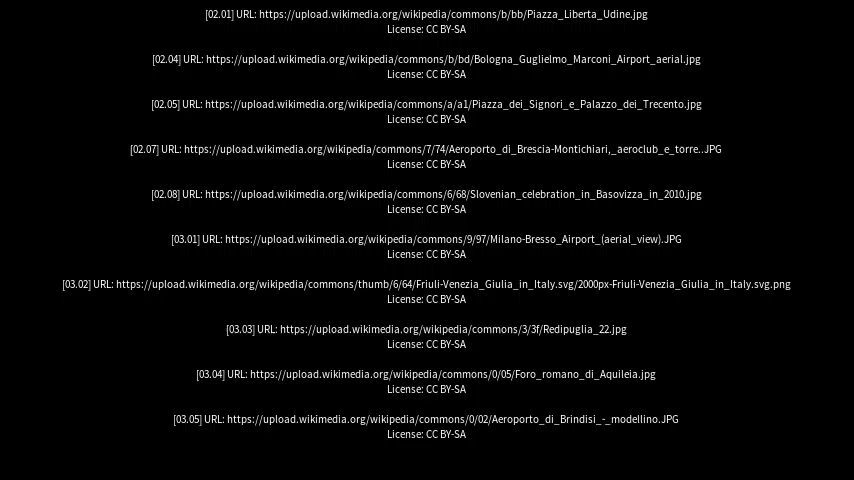 [02.01] URL: https://upload.wikimedia.org/wikipedia/commons/b/bb/Piazza_Liberta_Udine.jpg
License: CC BY-SA
[02.04] URL: https://upload.wikimedia.org/wikipedia/commons/b/bd/Bologna_Guglielmo_Marconi_Airport_aerial.jpg
License: CC BY-SA
[02.05] URL: https://upload.wikimedia.org/wikipedia/commons/a/a1/Piazza_dei_Signori_e_Palazzo_dei_Trecento.jpg
License: CC BY-SA
[02.07] URL: https://upload.wikimedia.org/wikipedia/commons/7/74/Aeroporto_di_Brescia-Montichiari,_aeroclub_e_torre..JPG
License: CC BY-SA
[02.08] URL: https://upload.wikimedia.org/wikipedia/commons/6/68/Slovenian_celebration_in_Basovizza_in_2010.jpg
License: CC BY-SA
[03.01] URL: https://upload.wikimedia.org/wikipedia/commons/9/97/Milano-Bresso_Airport_(aerial_view).JPG
License: CC BY-SA
[03.02] URL: https://upload.wikimedia.org/wikipedia/commons/thumb/6/64/Friuli-Venezia_Giulia_in_Italy.svg/2000px-Friuli-Venezia_Giulia_in_Italy.svg.png
License: CC BY-SA
[03.03] URL: https://upload.wikimedia.org/wikipedia/commons/3/3f/Redipuglia_22.jpg
License: CC BY-SA
[03.04] URL: https://upload.wikimedia.org/wikipedia/commons/0/05/Foro_romano_di_Aquileia.jpg
License: CC BY-SA
[03.05] URL: https://upload.wikimedia.org/wikipedia/commons/0/02/Aeroporto_di_Brindisi_-_modellino.JPG
License: CC BY-SA